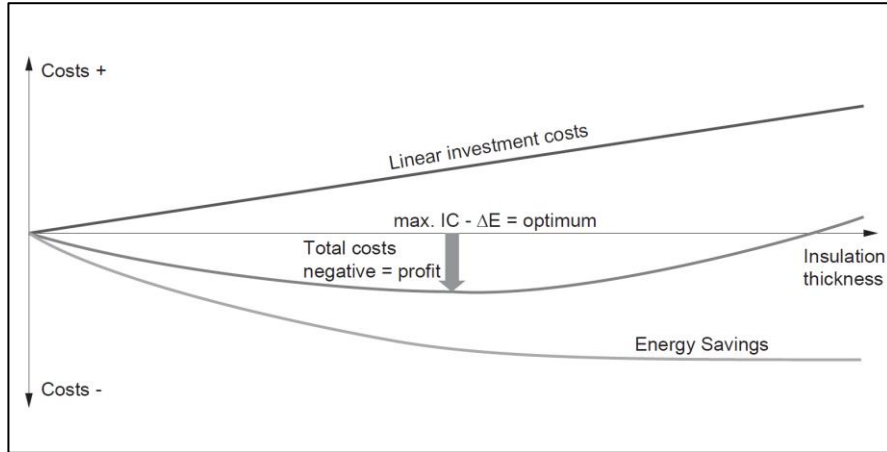 Costs +
Linear investment costs
max. IC - ΔE = optimum
Total costs
negative = profit
Insulation
thickness
Energy Savings
Costs -